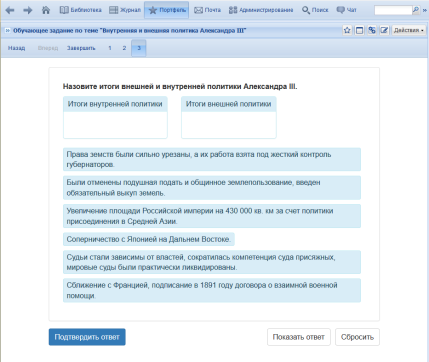 Библиотека Журнал Портфель Почта Администрирование Поиск Чат
Обучающее задание по теме "Внутренняя и внешняя политика Александра III"
Действия
Назад Вперед Завершить 1 2 3
Назовите итоги внешней и внутренней политики Александра III.
Итоги внутренней политики Итоги внешней политики
Права земств были сильно урезаны, а их работа взята под жесткий контроль
губернаторов.
Были отменены подушная подать и общинное землепользование, введен
обязательный выкуп земель.
Увеличение площади Российской империи на 430 000 кв. км за счет политики
присоединения в Средней Азии.
Соперничество с Японией на Дальнем Востоке.
Судьи стали зависимы от властей, сократилась компетенция суда присяжных,
мировые суды были практически ликвидированы.
Сближение с Францией, подписание в 1891 году договора о взаимной военной
помощи.
Подтвердить ответ Показать ответ Сбросить